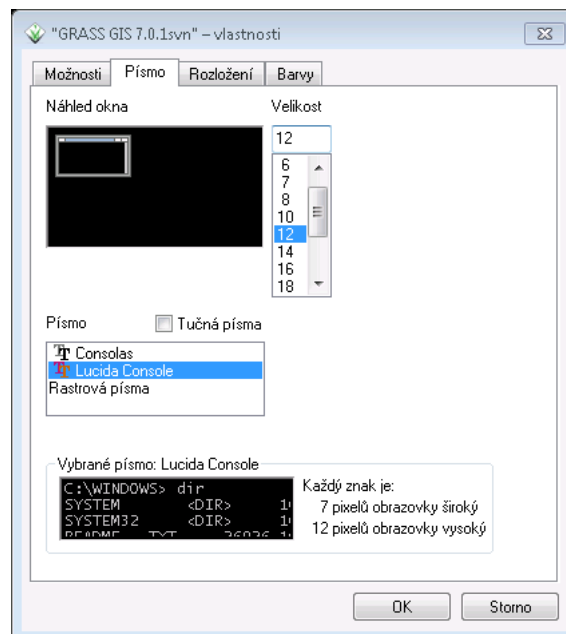 "GRASS GIS 7.0.1svn" – vlastnosti
Možnosti Písmo Rozložení Barvy
Náhled okna Velikost
12
6
7
8
10
12
14
16
18
Písmo Tučná písma
Consolas
Lucida Console
Rastrová písma
Vybrané písmo: Lucida Console
C:\WINDOWS> dir
SYSTEM <DIR>
SYSTEM32 <DIR>
Každý znak je:
7 pixelů obrazovky široký
12 pixelů obrazovky vysoký
OK Storno